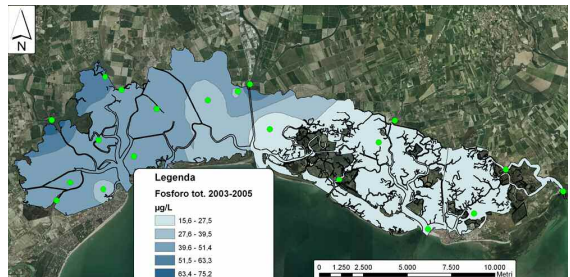 N
Legenda
Fosforo tot. 2003-2005
µg/L
15,6 - 27,5
27,6 - 39,5
39,6 - 51,4
51,5 - 63,3
63,4 - 75,2
0 1.250 2.500 5.000 7.500 10.000
Metri